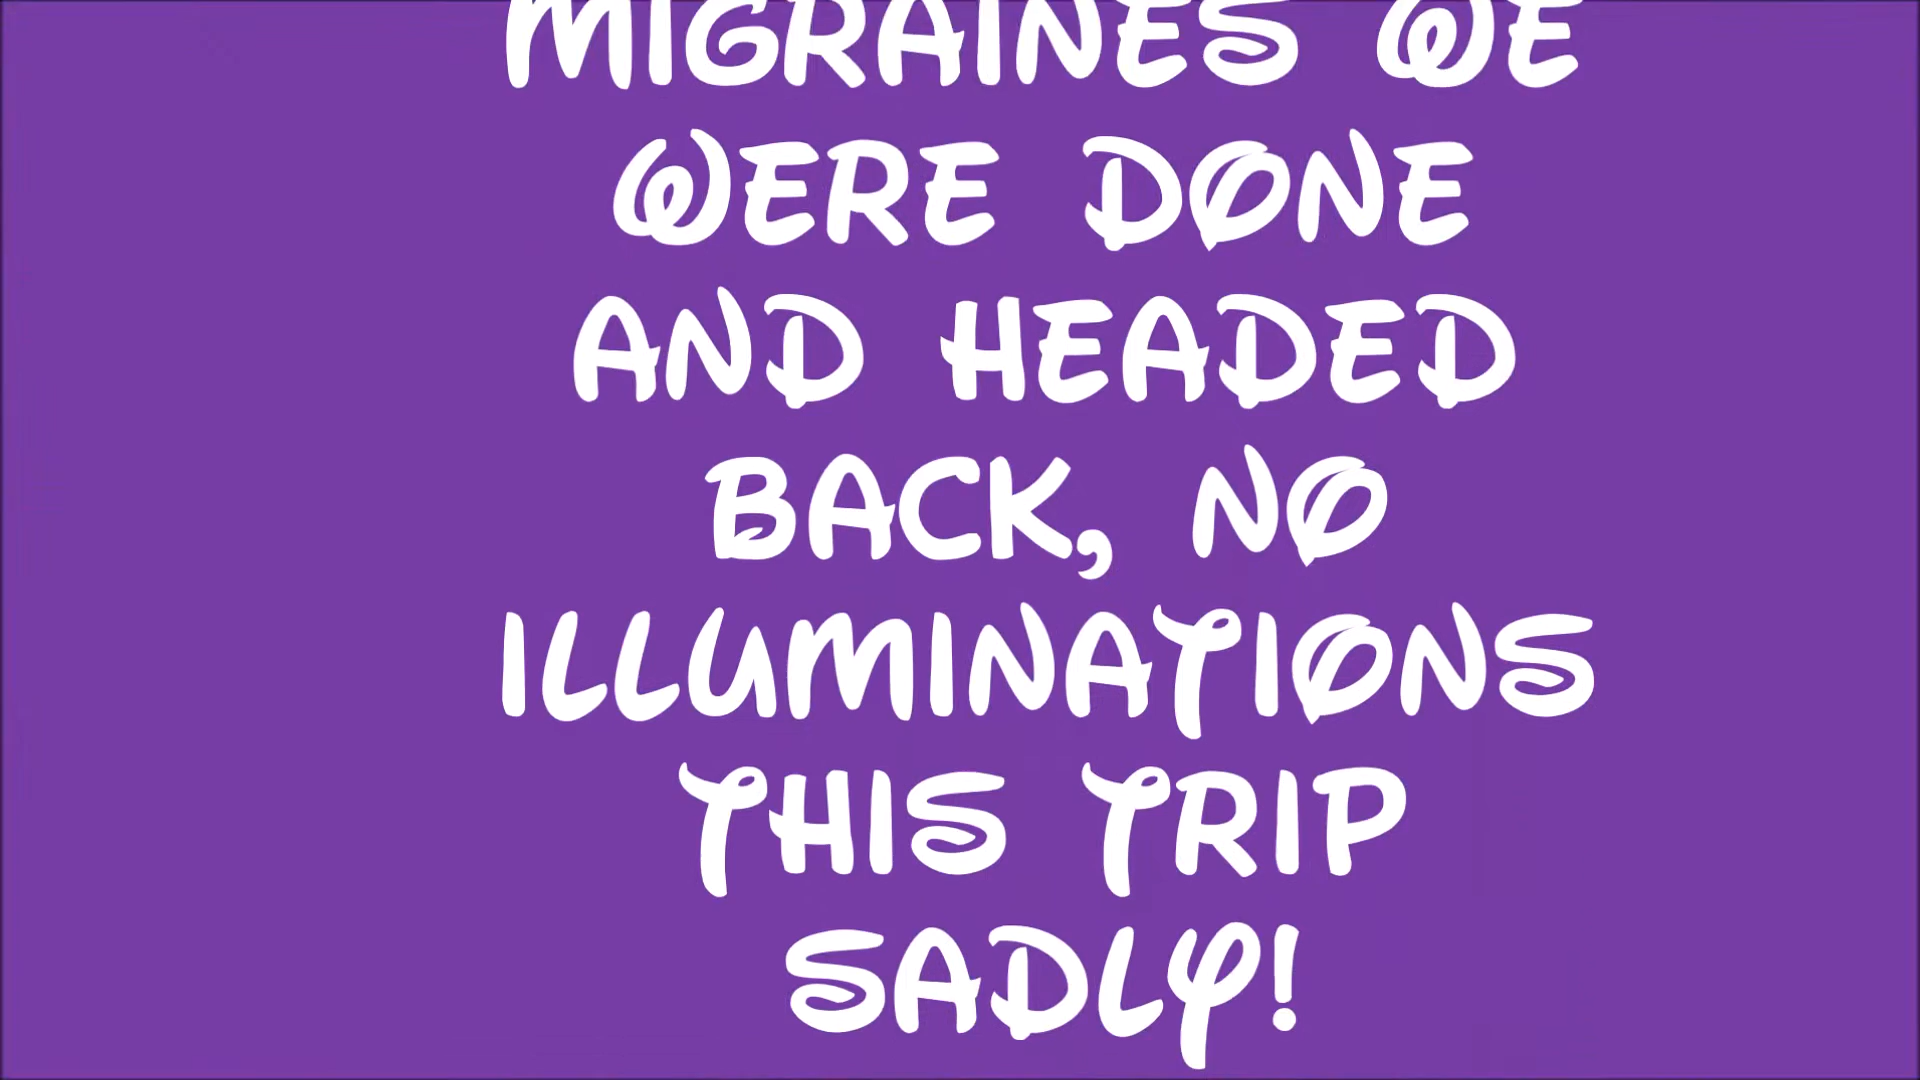 MIGRAINES WE
WERE DONE
AND HEADED
BACK, NO
ILLUMINATIONS
THIS TRIP
SADLY!